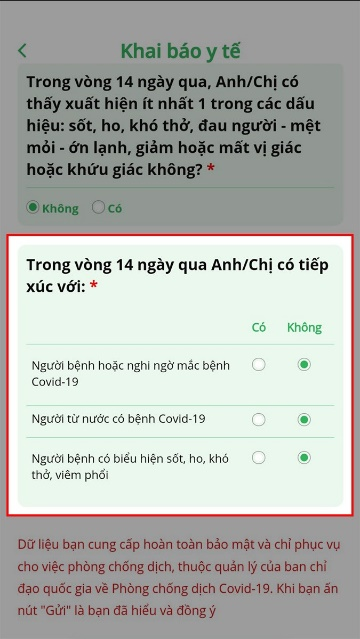 Khai báo y tế
Trong vòng 14 ngày qua, Anh/Chị có
thấy xuất hiện ít nhất 1 trong các dấu
hiệu: sốt, ho, khó thở, đau người - mệt
mỏi - ớn lạnh, giảm hoặc mất vị giác
hoặc khứu giác không? *
Không Có
Trong vòng 14 ngày qua Anh/Chị có tiếp
xúc với: *
Có Không
Người bệnh hoặc nghi ngờ mắc bệnh
Covid-19
Người từ nước có bệnh Covid-19
Người bệnh có biểu hiện sốt, ho, khó
thở, viêm phổi
Dữ liệu bạn cung cấp hoàn toàn bảo mật và chỉ phục vụ
cho việc phòng chống dịch, thuộc quản lý của ban chỉ
đạo quốc gia về Phòng chống dịch Covid-19. Khi bạn ấn
nút "Gửi" là bạn đã hiểu và đồng ý